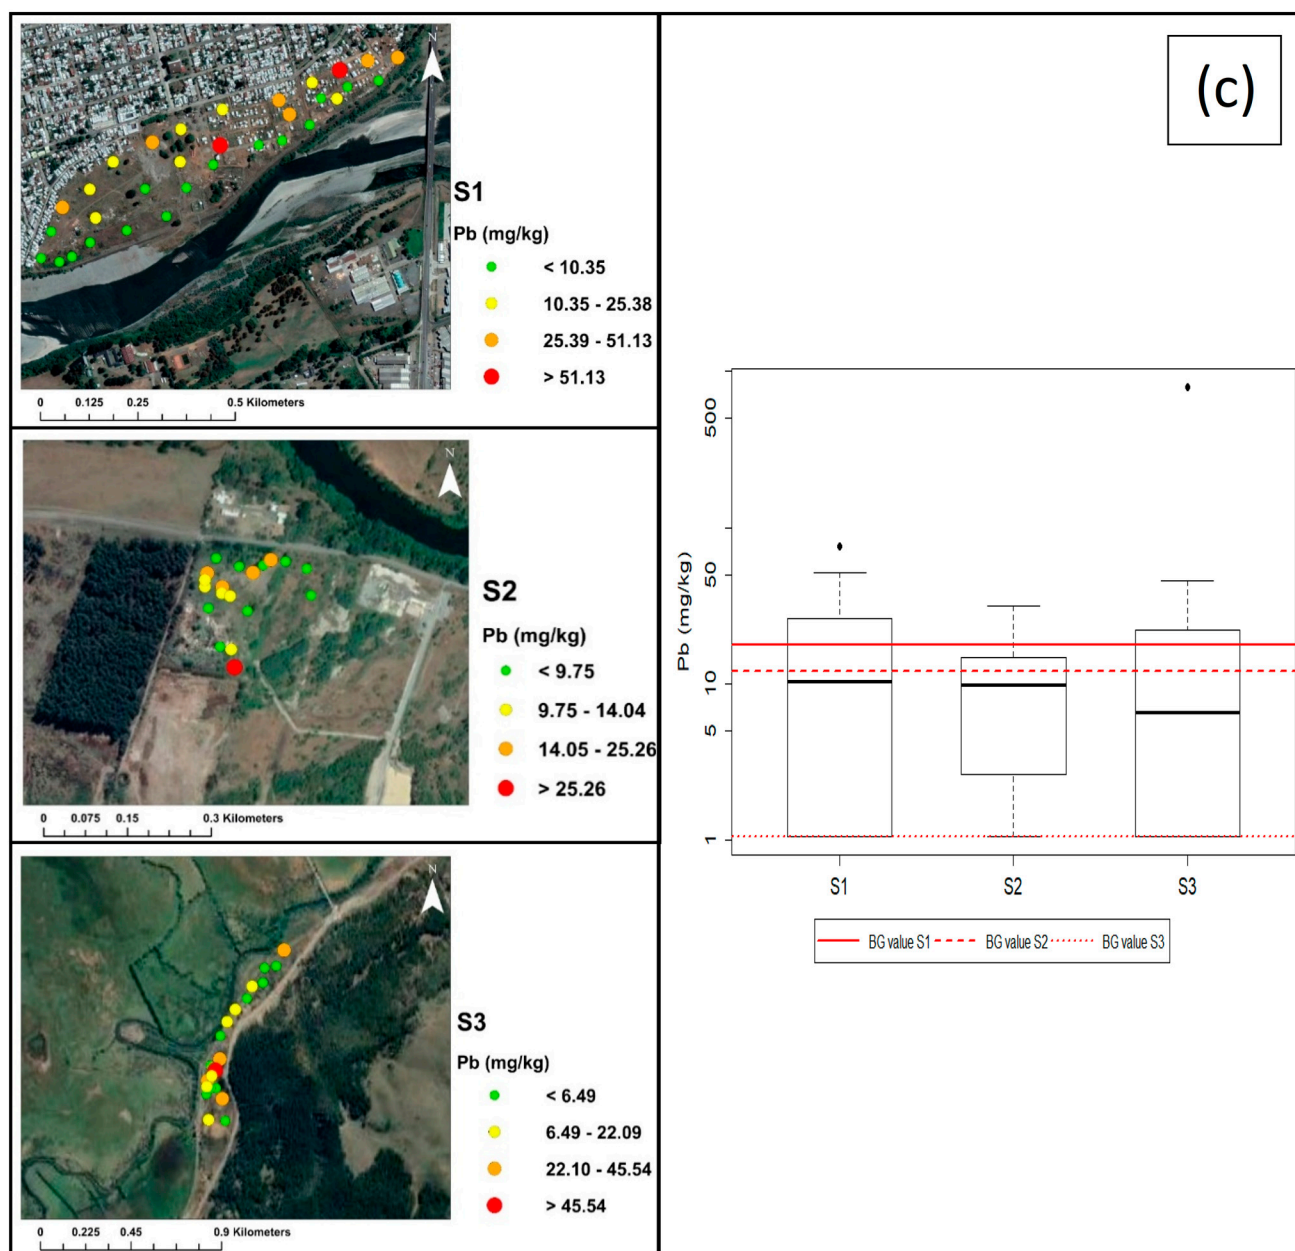 N
S1
Pb (mg/kg)
< 10.35
10.35 - 25.38
25.39 - 51.13
> 51.13
0 0.125 0.25 0.5 Kilometers
N
S2
Pb (mg/kg)
< 9.75
9.75 - 14.04
14.05 - 25.26
> 25.26
0 0.075 0.15 0.3 Kilometers
N
S3
Pb (mg/kg)
< 6.49
6.49 - 22.09
22.10 - 45.54
> 45.54
0 0.225 0.45 0.9 Kilometers
(c)
Pb (mg/kg)
500
50
10
5
1
S1 S2 S3
BG value S1 BG value S2 BG value S3